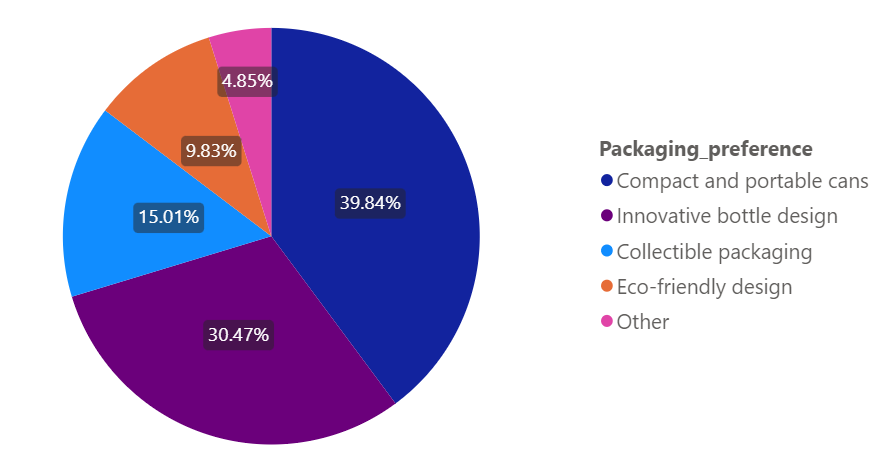 4.85%
9.83%
39.84%
15.01%
30.47%
Packaging_preference
Compact and portable cans
Innovative bottle design
Collectible packaging
Eco-friendly design
Other